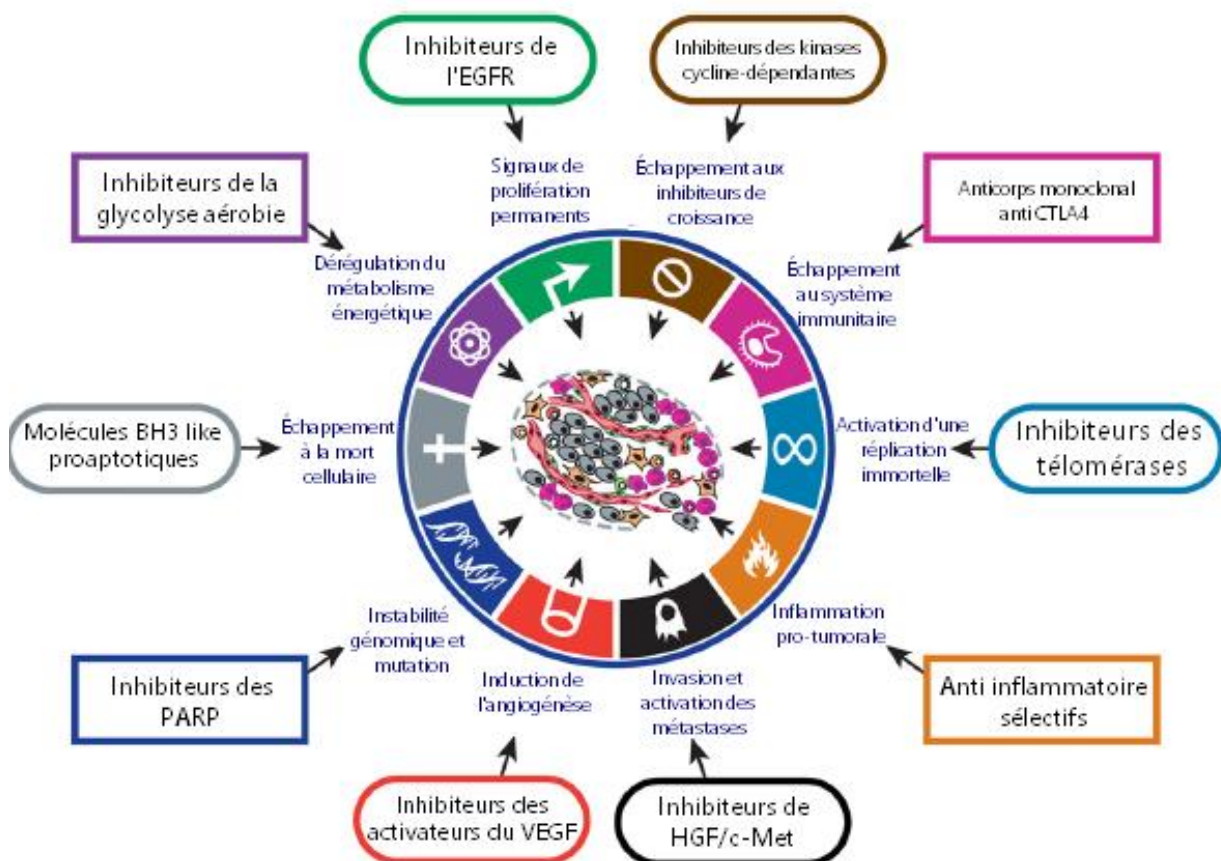 Inhibiteurs de
l'EGFR
Inhibiteurs des kinases
cycline-dépendantes
Signaux de
prolifération
permanents
Échappement aux
inhibiteurs de
croissance
Inhibiteurs de la
glycolyse aérobie
Anticorps monoclonal
anti CTLA4
Dérégulation du
métabolisme
énergétique
Échappement
au système
immunitaire
Molécules BH3 like
proaptotiques
Échappement
à la mort
cellulaire
Activation d'une
réplication
immortelle
Inhibiteurs des
télomérases
Instabilité
génomique et
mutation
Inflammation
pro-tumorale
Inhibiteurs des
PARP
Induction de
l'angiogénèse
Invasion et
activation des
métastases
Anti inflammatoire
sélectifs
Inhibiteurs des
activateurs du VEGF
Inhibiteurs de
HGF/c-Met